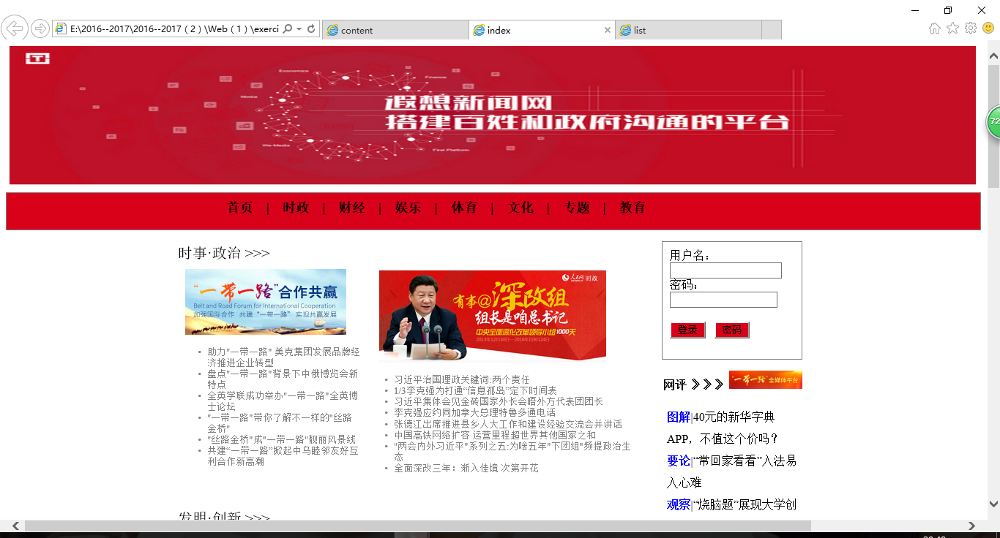 E:\2016--2017\2016--2017 ( 2 ) \Web ( 1 ) \exerci
content
index
list
T
Economics
Finance
Media
We-Media
First Platform
遐想新闻网
搭建百姓和政府沟通的平台
72
首页 | 时政 | 财经 | 娱乐 | 体育 | 文化 | 专题 | 教育
时事·政治 >>>
“一带一路”合作共赢
Belt and Road Forum for International Cooperation
加强国际合作 共建“一带一路” 实现共赢发展
• 助力"一带一路" 美克集团发展品牌经
济推进企业转型
• 盘点"一带一路"背景下中俄博览会新
特点
• 全英学联成功举办"一带一路"全英博
士论坛
• "一带一路"带你了解不一样的"丝路
金桥"
• "丝路金桥"成"一带一路"靓丽风景线
• 共建“一带一路”掀起中乌睦邻友好互
利合作新高潮
人民网 时政
有事@深改组
组长是咱总书记
中央全面深化改革领导小组1000天
2013年12月30日—2016年9月24日
• 习近平治国理政关键词:两个责任
• 1/3李克强为打通“信息孤岛”定下时间表
• 习近平集体会见金砖国家外长会晤外方代表团团长
• 李克强应约同加拿大总理特鲁多通电话
• 张德江出席推进县乡人大工作和建设经验交流会并讲话
• 中国高铁网络扩容 运营里程超世界其他国家之和
• "两会内外习近平"系列之五:为啥五年"下团组"频提政治生
态
• 全面深改三年：渐入佳境 次第开花
用户名：
密码：
登录 密码
网评
“一带一路”全媒体平台
图解|40元的新华字典
APP，不值这个价吗？
要论|“常回家看看”入法易
入心难
观察|“烧脑题”展现大学创
发明·创新 >>>